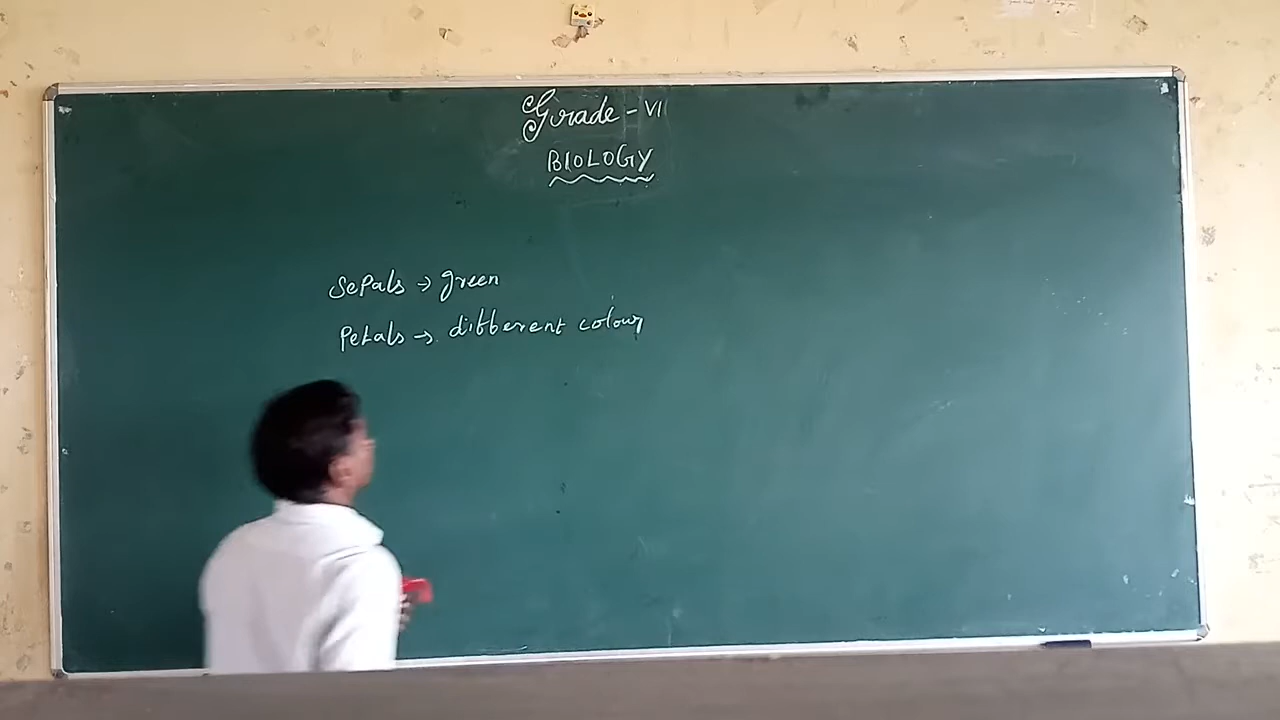 Grade - VI
BIOLOGY
Sepals → green
Petals → different colour